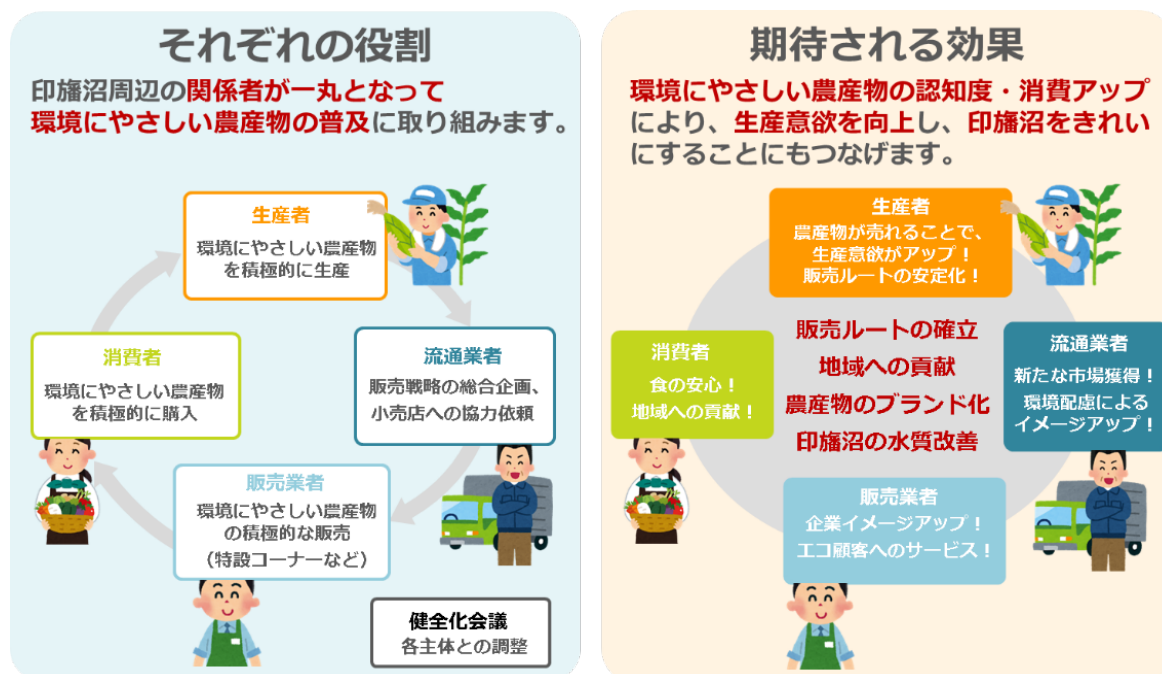 それぞれの役割
印旛沼周辺の関係者が一丸となって
環境にやさしい農産物の普及に取り組みます。
生産者
環境にやさしい農産物
を積極的に生産
流通業者
販売戦略の総合企画、
小売店への協力依頼
消費者
環境にやさしい農産物
を積極的に購入
販売業者
環境にやさしい農産物
の積極的な販売
（特設コーナーなど）
健全化会議
各主体との調整
期待される効果
環境にやさしい農産物の認知度・消費アップ
により、生産意欲を向上し、印旛沼をきれい
にすることにもつなげます。
生産者
農産物が売れることで、
生産意欲がアップ！
販売ルートの安定化！
消費者
食の安心！
地域への貢献！
販売ルートの確立
地域への貢献
農産物のブランド化
印旛沼の水質改善
流通業者
新たな市場獲得！
環境配慮による
イメージアップ！
販売業者
企業イメージアップ！
エコ顧客へのサービス！